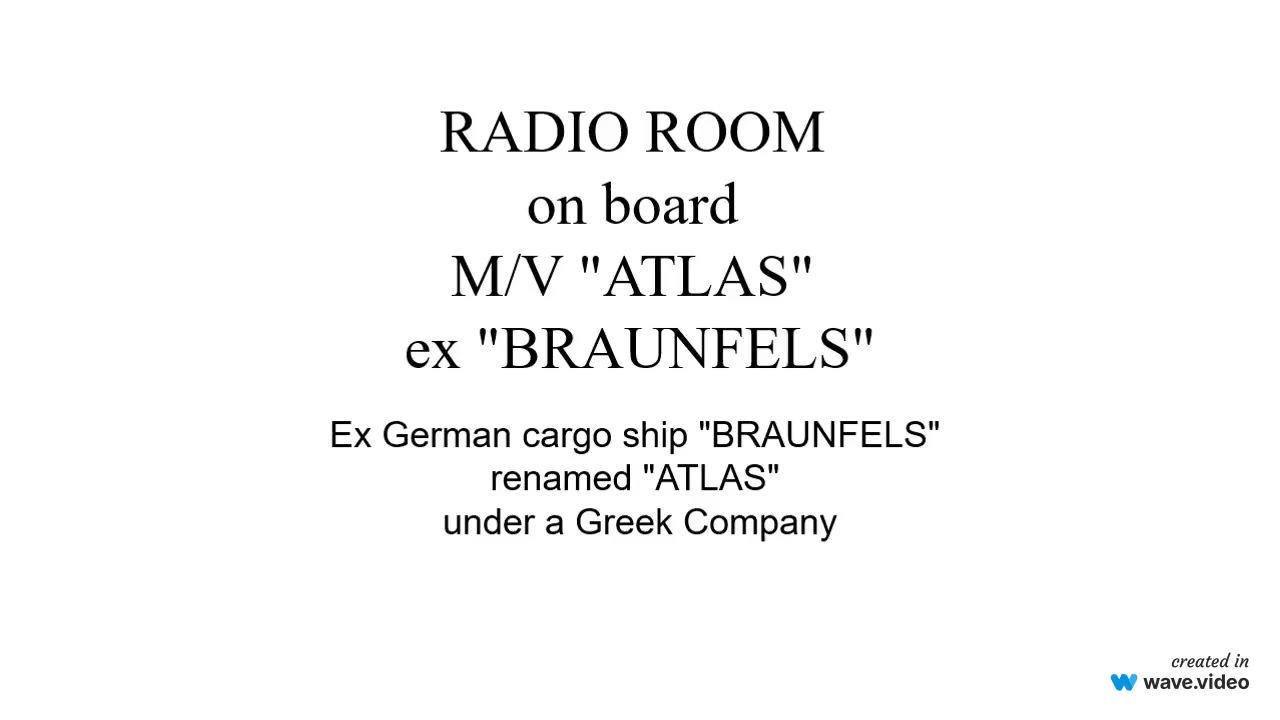 RADIO ROOM
on board
M/V "ATLAS"
ex "BRAUNFELS"
Ex German cargo ship "BRAUNFELS"
renamed "ATLAS"
under a Greek Company
created in
wave.video